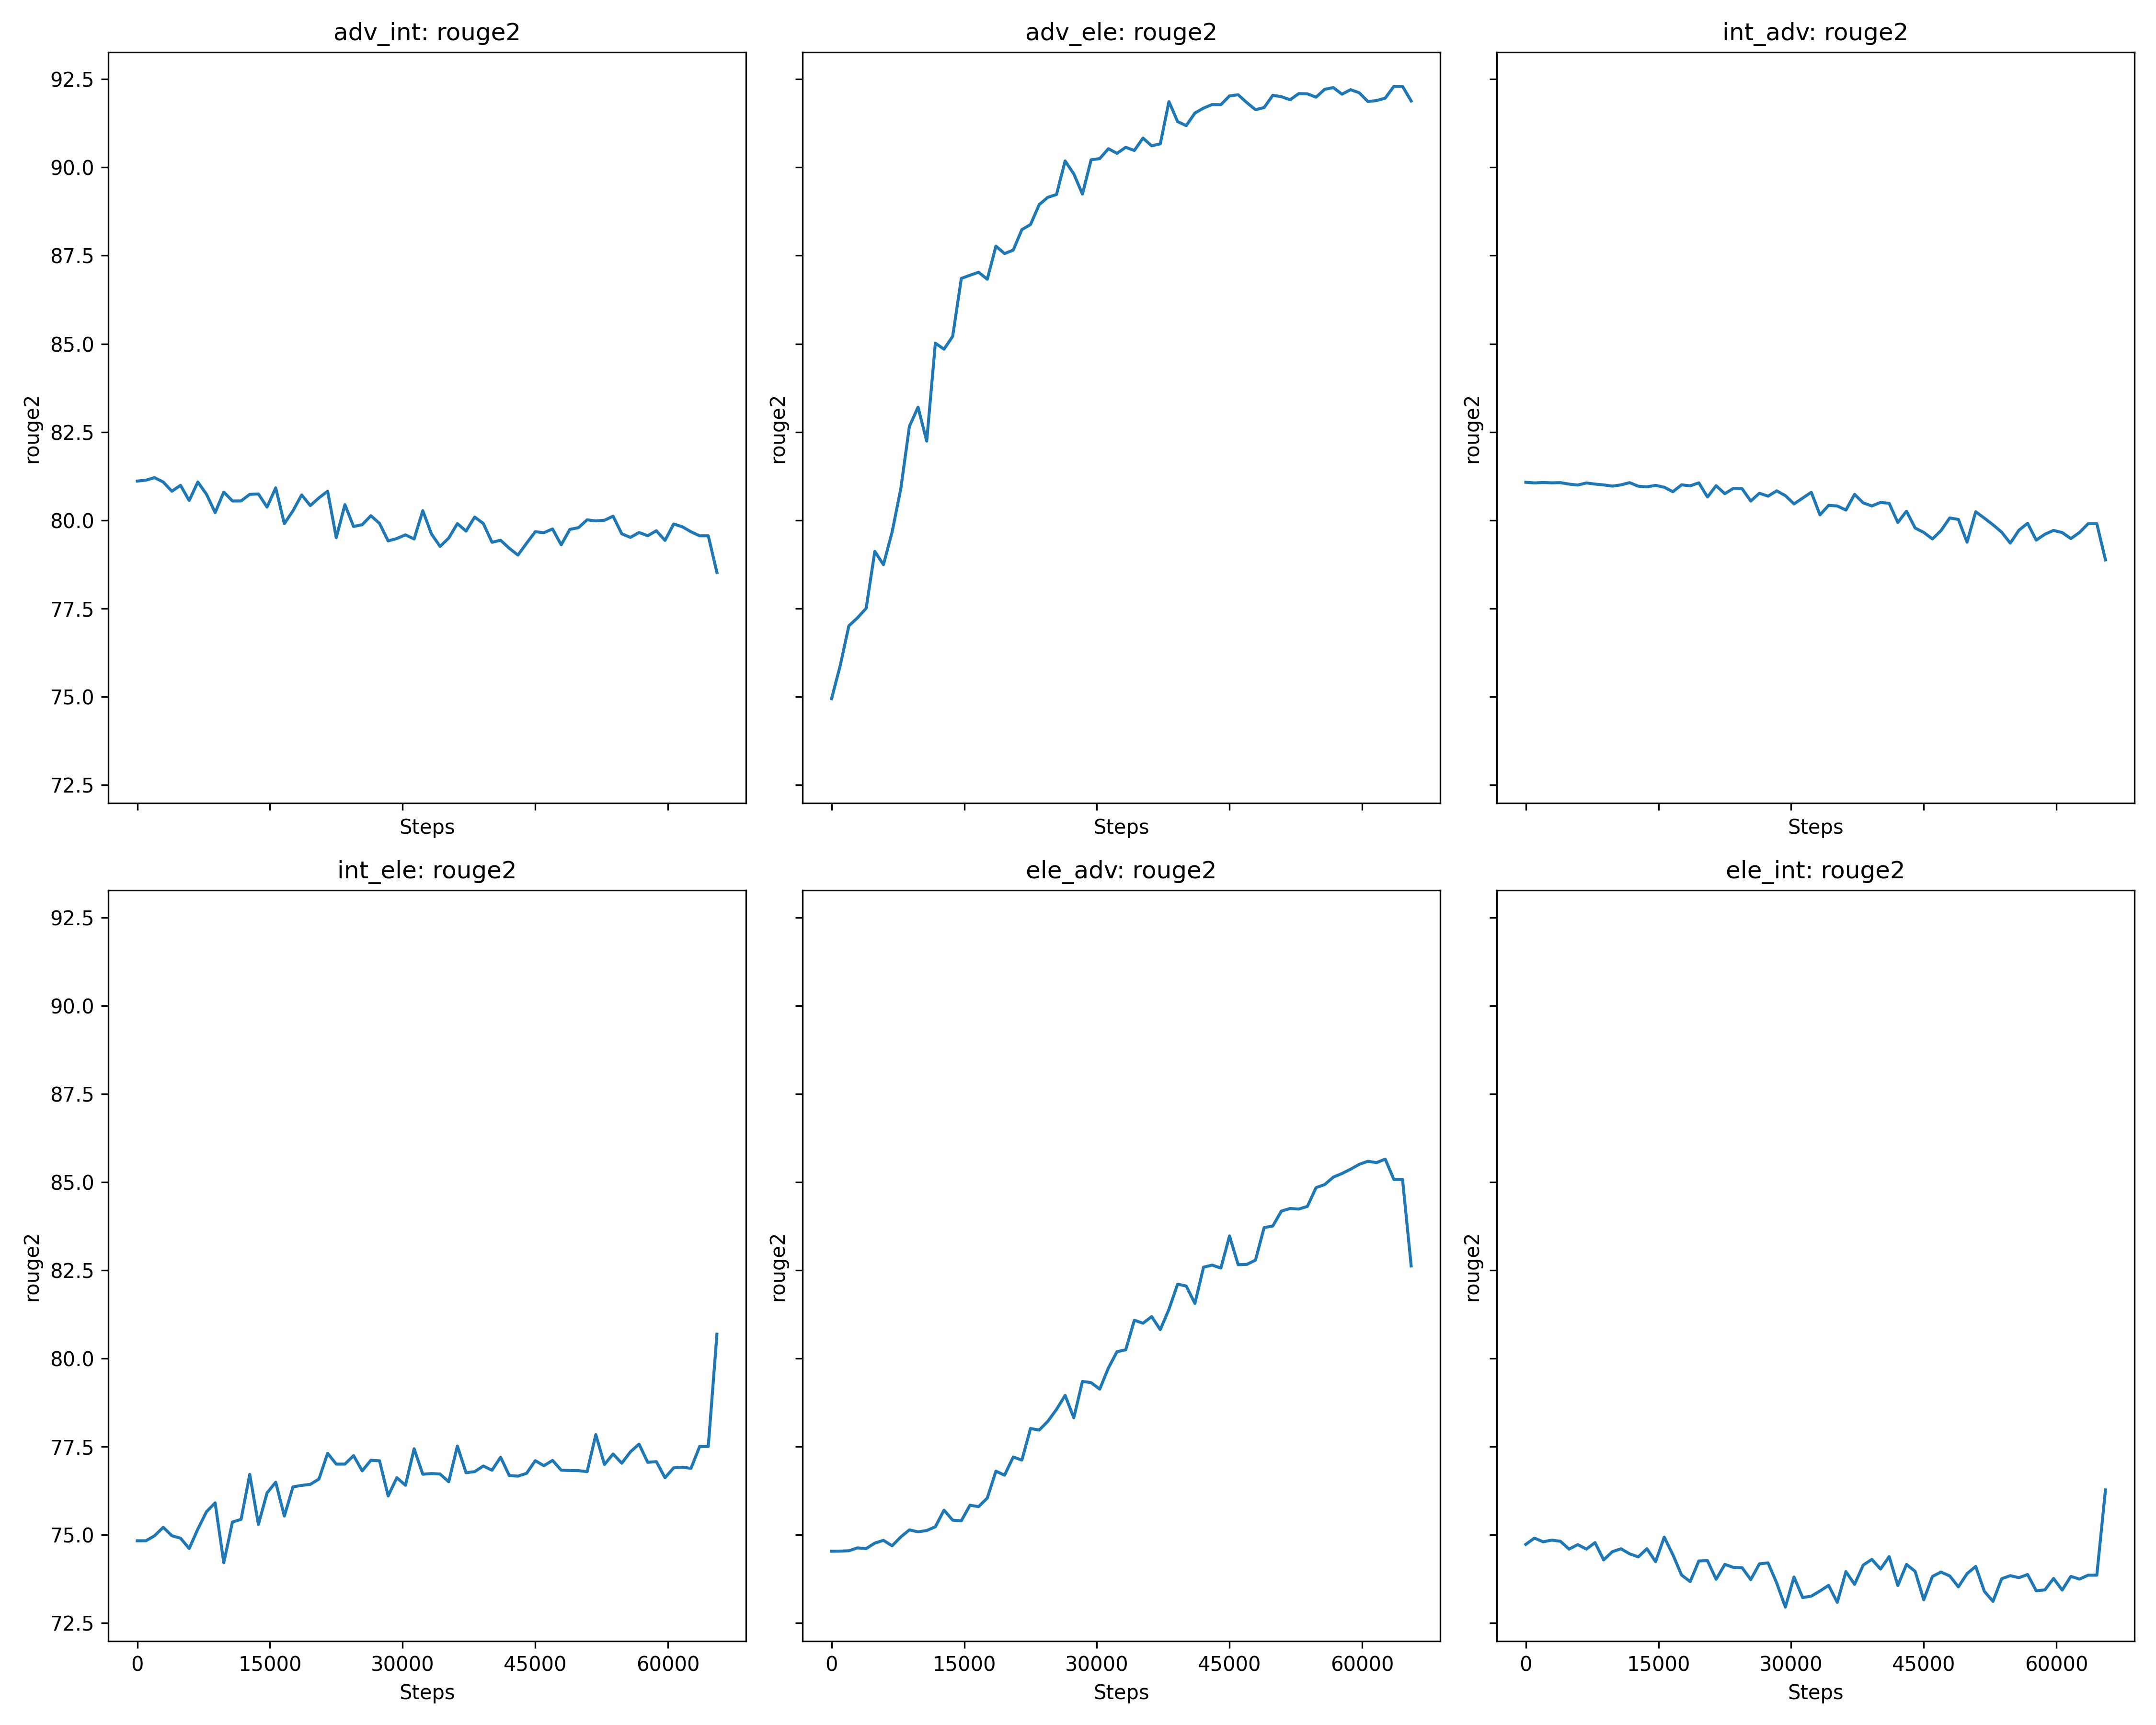 adv_int: rouge2
92.5
90.0
87.5
85.0
82.5
80.0
77.5
75.0
72.5
rouge2
Steps
adv_ele: rouge2
rouge2
Steps
int_adv: rouge2
rouge2
Steps
int_ele: rouge2
92.5
90.0
87.5
85.0
82.5
80.0
77.5
75.0
72.5
rouge2
0 15000 30000 45000 60000
Steps
ele_adv: rouge2
rouge2
0 15000 30000 45000 60000
Steps
ele_int: rouge2
rouge2
0 15000 30000 45000 60000
Steps